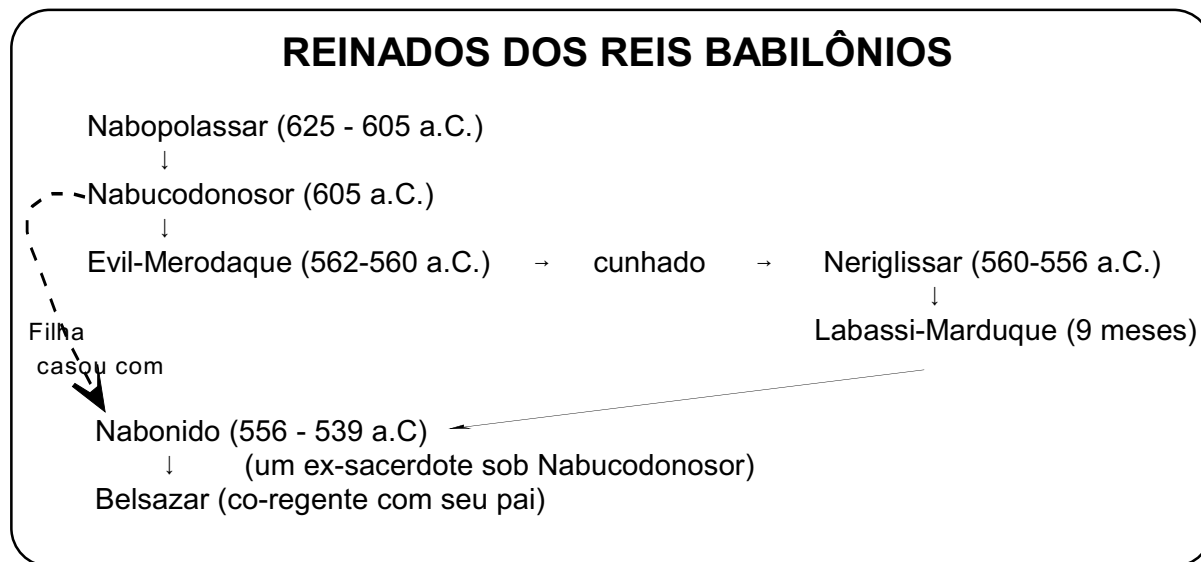 REINADOS DOS REIS BABILÔNIOS
Nabopolassar (625 - 605 a.C.)
↓
Nabucodonosor (605 a.C.)
↓
Evil-Merodaque (562-560 a.C.) → cunhado → Neriglissar (560-556 a.C.)
↓
Labassi-Marduque (9 meses)
Filha
casou com
Nabonido (556 - 539 a.C)
↓ (um ex-sacerdote sob Nabucodonosor)
Belsazar (co-regente com seu pai)